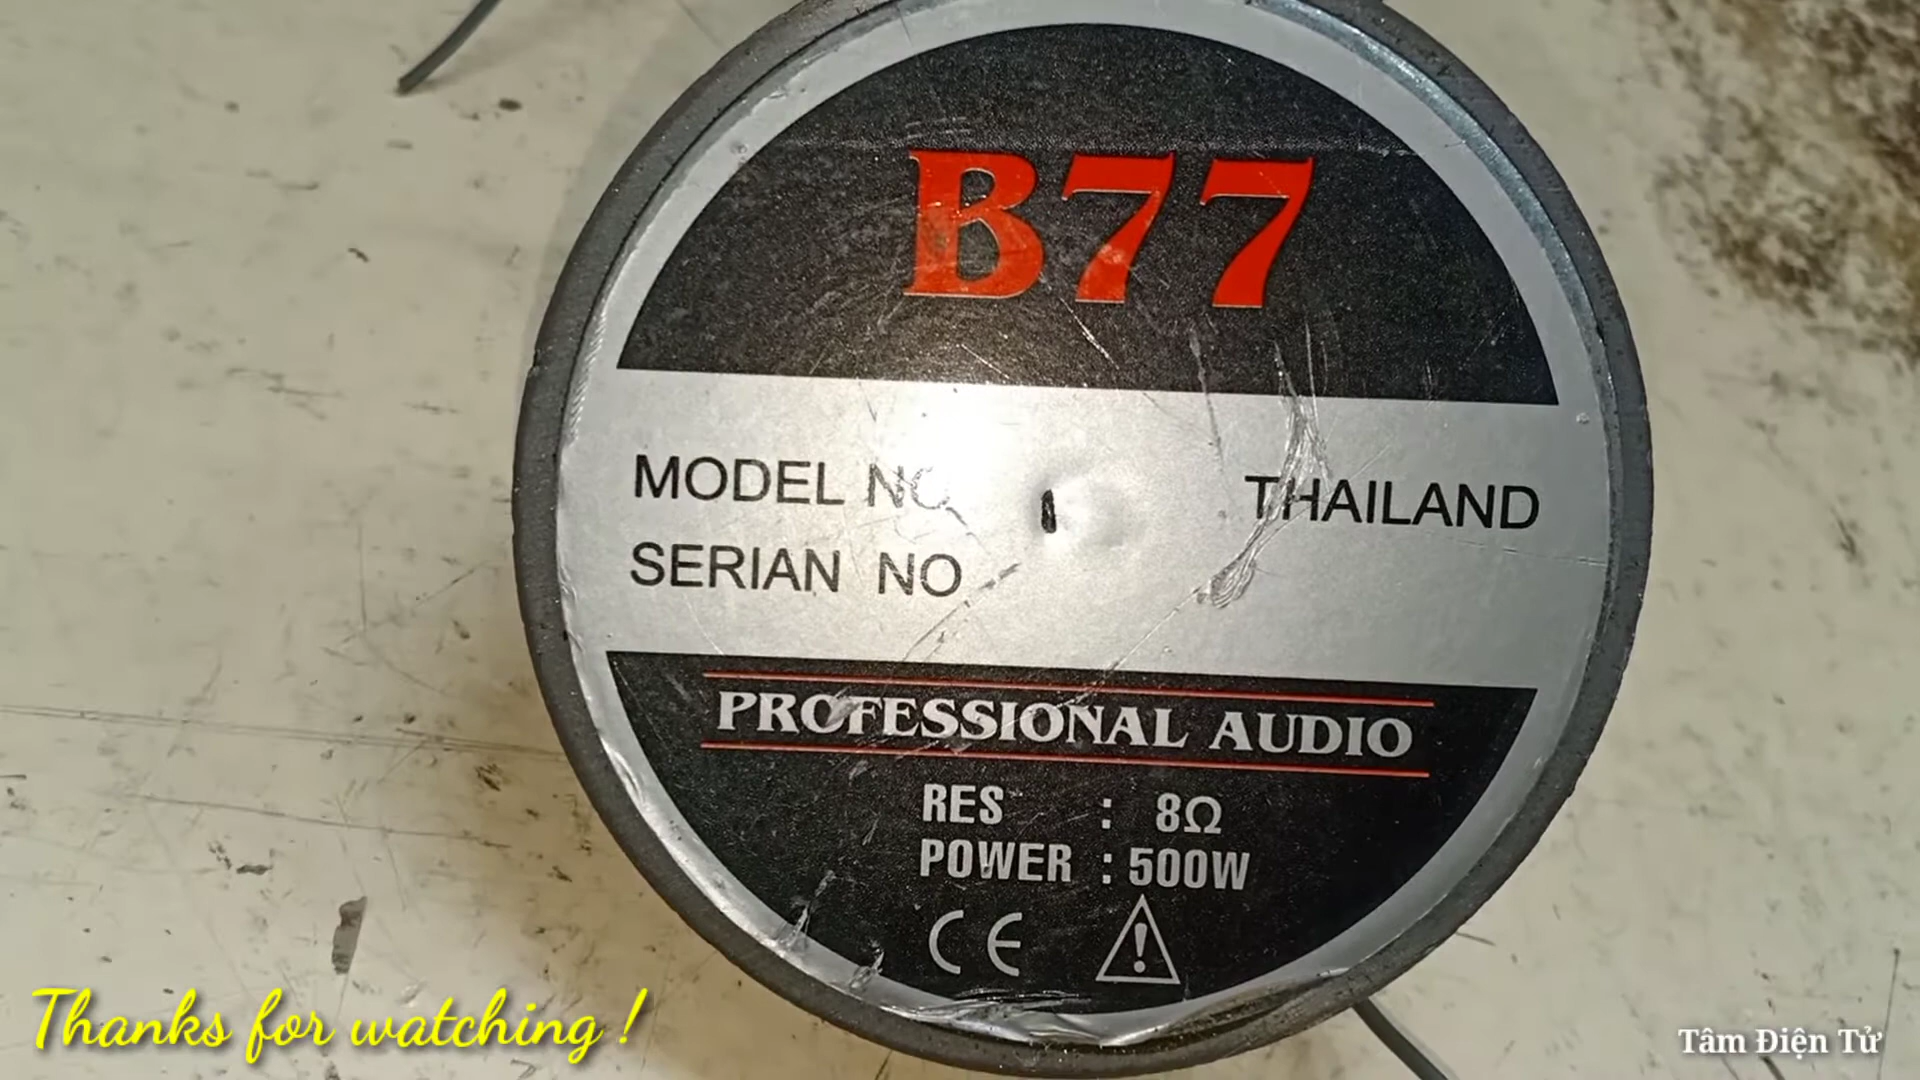 B77
MODEL NO
THAILAND
SERIAN NO
PROFESSIONAL AUDIO
RES : 8Ω
POWER : 500W
CE
Thanks for watching !
Tâm Điện Tử